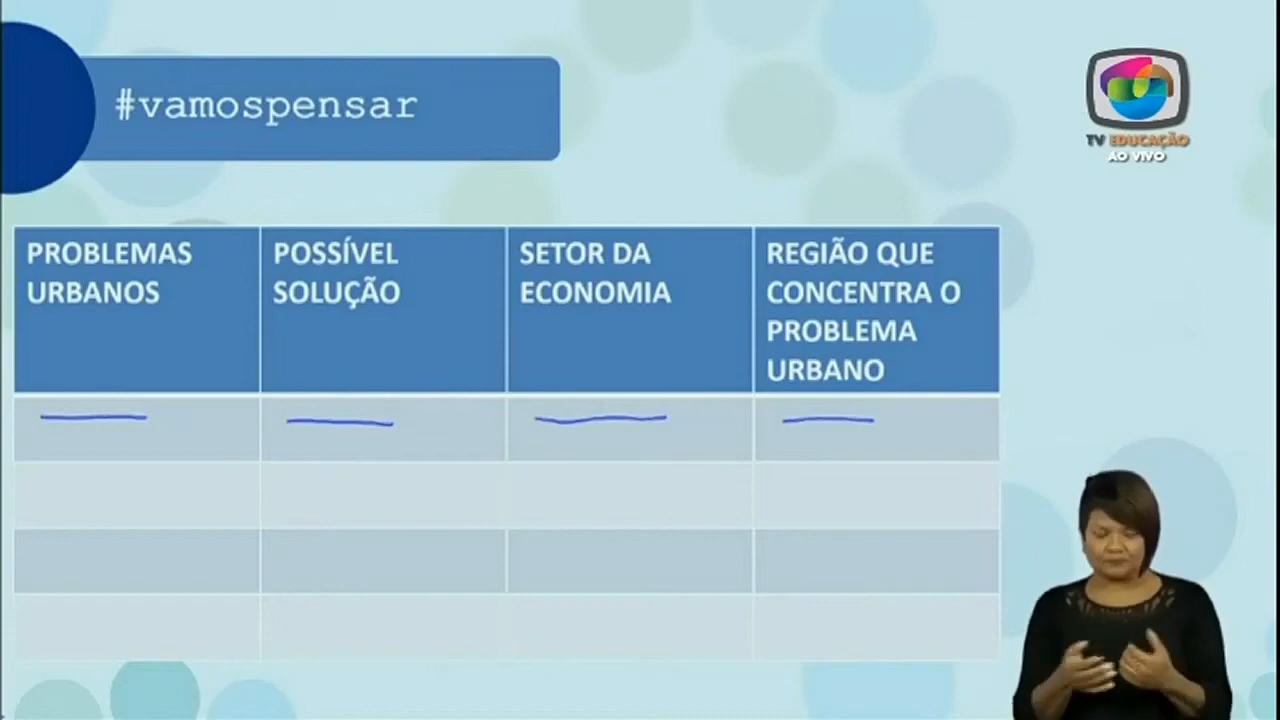 #vamospensar
TV EDUCAÇÃO
AO VIVO
PROBLEMAS
URBANOS
POSSÍVEL
SOLUÇÃO
SETOR DA
ECONOMIA
REGIÃO QUE
CONCENTRA O
PROBLEMA
URBANO